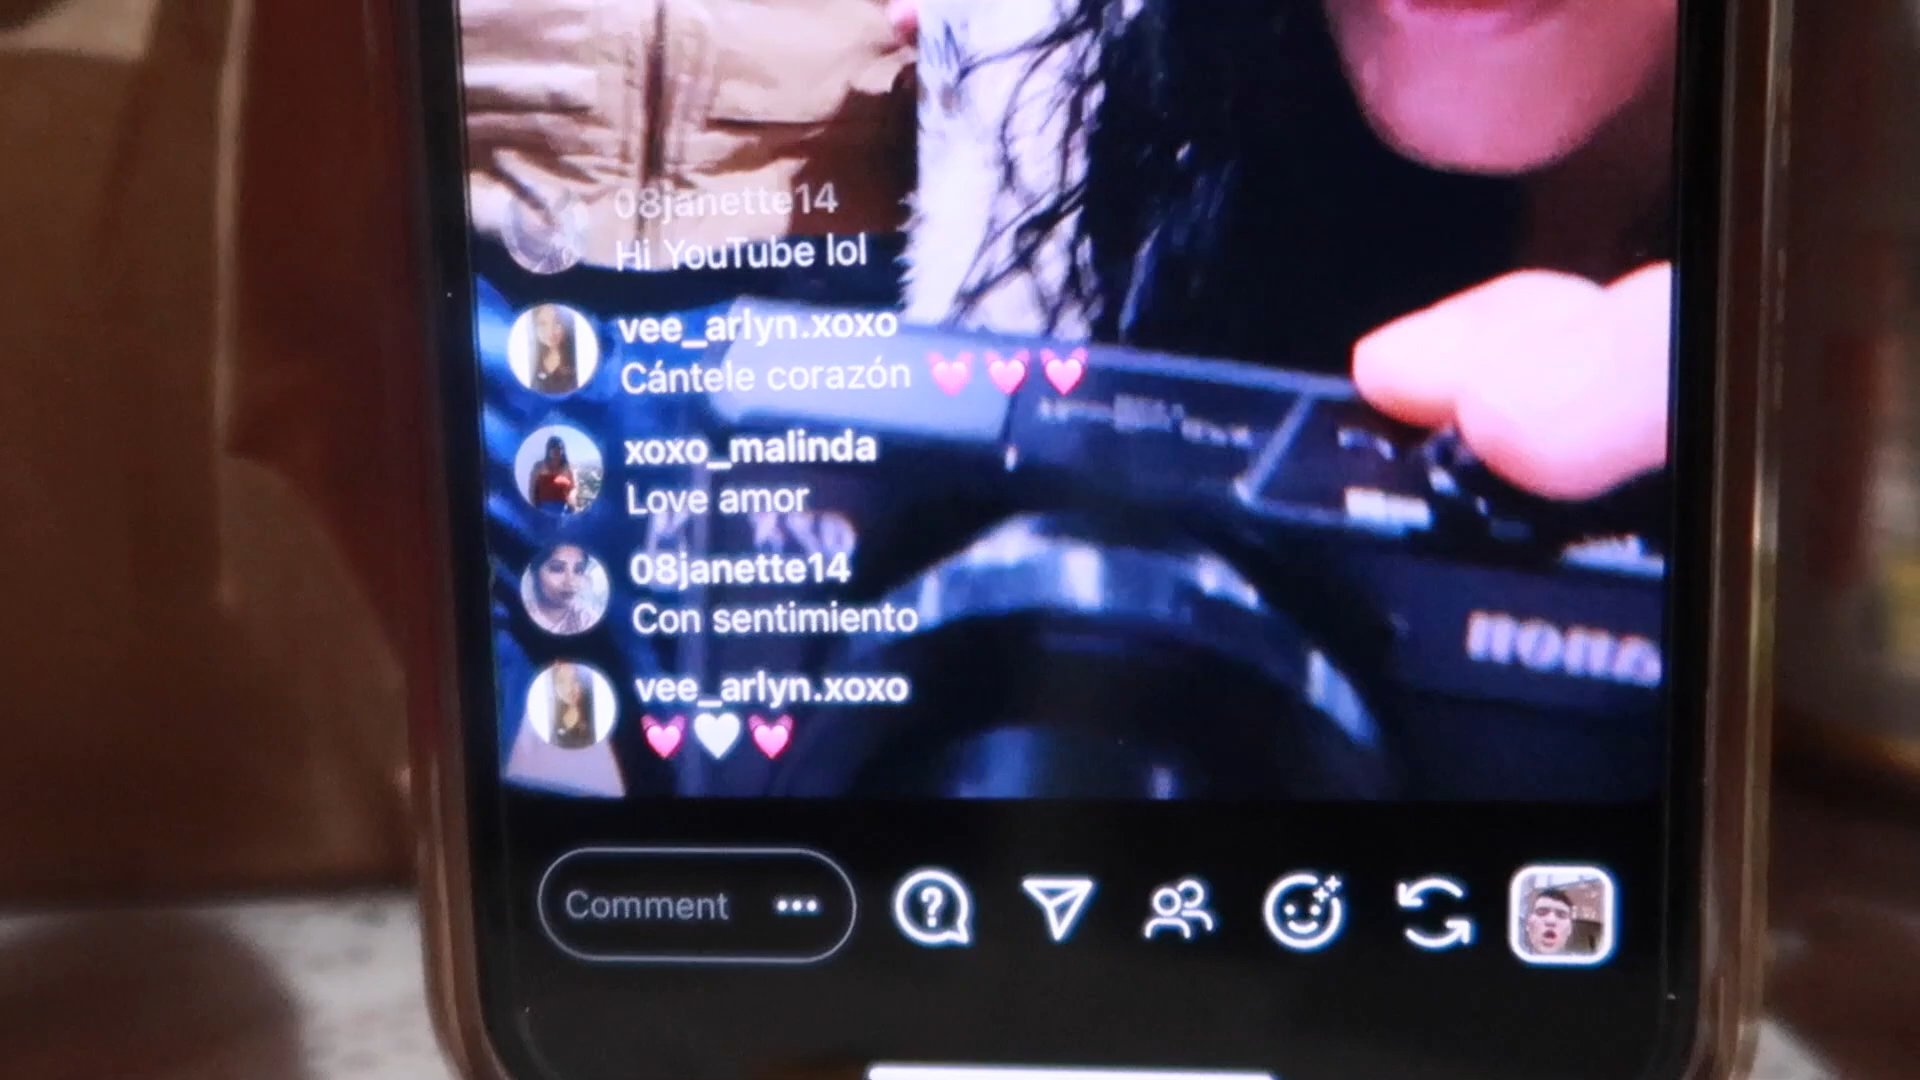 08janette14
Hi YouTube lol
vee_arlyn.xoxo
Cántele corazón 💓 💓 💓
xoxo_malinda
Love amor
08janette14
Con sentimiento
vee_arlyn.xoxo
💓 🤍 💓
Comment ...